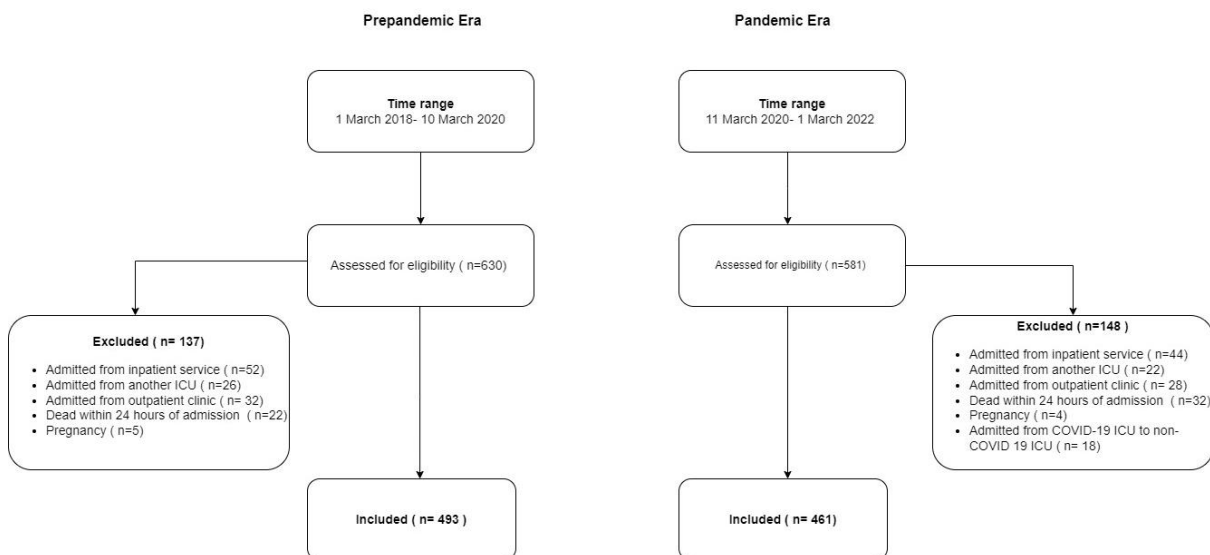 Prepandemic Era
Pandemic Era
Time range
1 March 2018- 10 March 2020
Time range
11 March 2020- 1 March 2022
Assessed for eligibility ( n=630)
Assessed for eligibility ( n=581)
Excluded ( n= 137)
• Admitted from inpatient service ( n=52)
• Admitted from another ICU ( n=26)
• Admitted from outpatient clinic ( n= 32)
• Dead within 24 hours of admission ( n=22)
• Pregnancy ( n=5)
Excluded ( n=148 )
• Admitted from inpatient service ( n=44)
• Admitted from another ICU ( n=22)
• Admitted from outpatient clinic ( n= 28)
• Dead within 24 hours of admission ( n=32)
• Pregnancy ( n=4)
• Admitted from COVID-19 ICU to non-
COVID 19 ICU ( n= 18)
Included ( n= 493 )
Included ( n= 461)